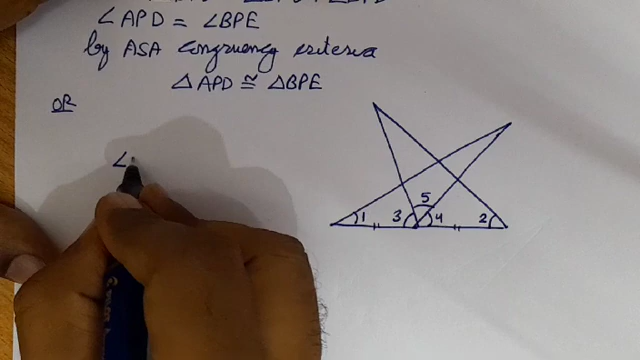 ∠APD = ∠BPE
by ASA congruency criteria
△APD ≅ △BPE
OR
∠
5
1 3 4 2